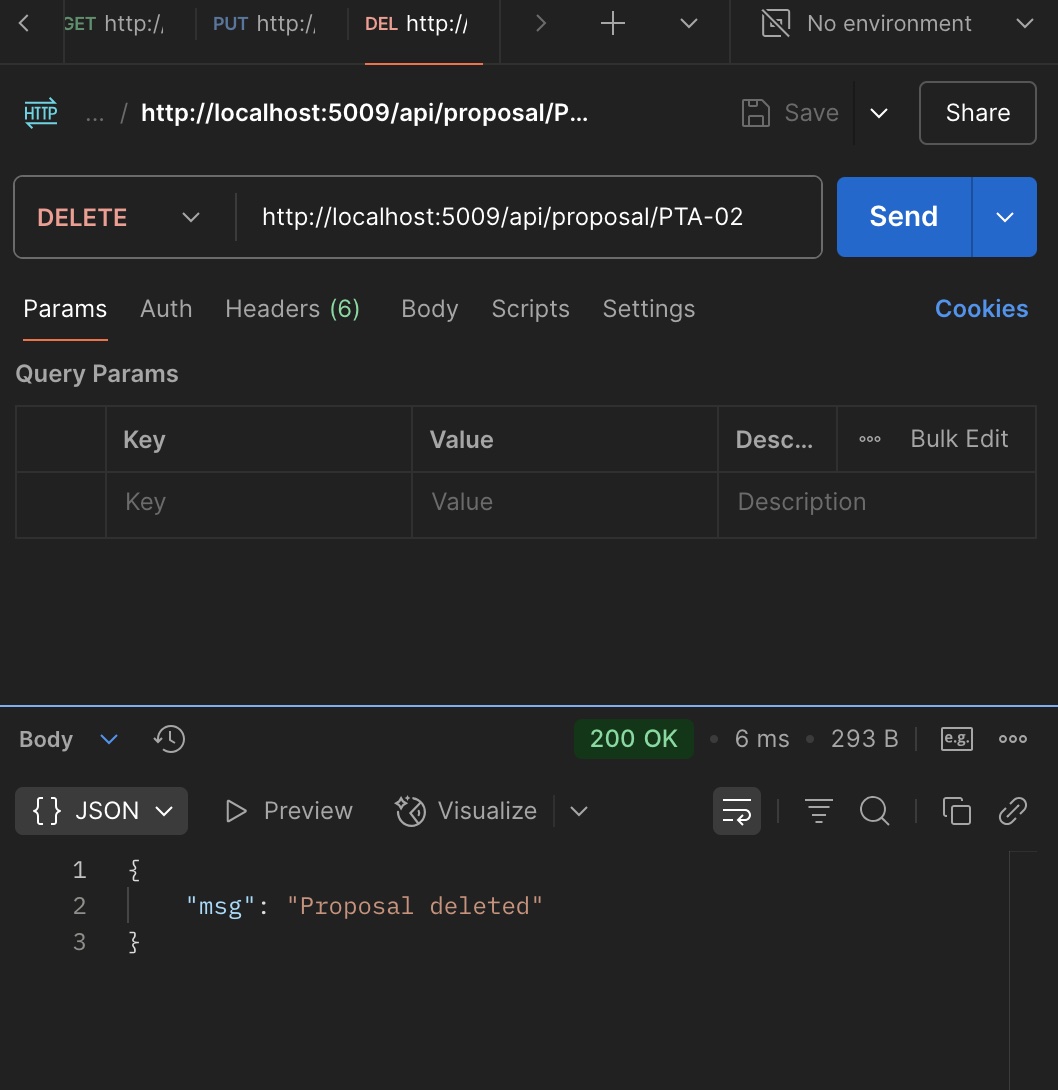 GET http:/, PUT http:/, DEL http:// No environment
HTTP ... / http://localhost:5009/api/proposal/P... Save Share
DELETE http://localhost:5009/api/proposal/PTA-02 Send
Params Auth Headers (6) Body Scripts Settings Cookies
Query Params
Key Value Desc... Bulk Edit
Key Value Description
Body 200 OK • 6 ms • 293 B e.g.
{} JSON Preview Visualize
1 {
2 "msg": "Proposal deleted"
3 }